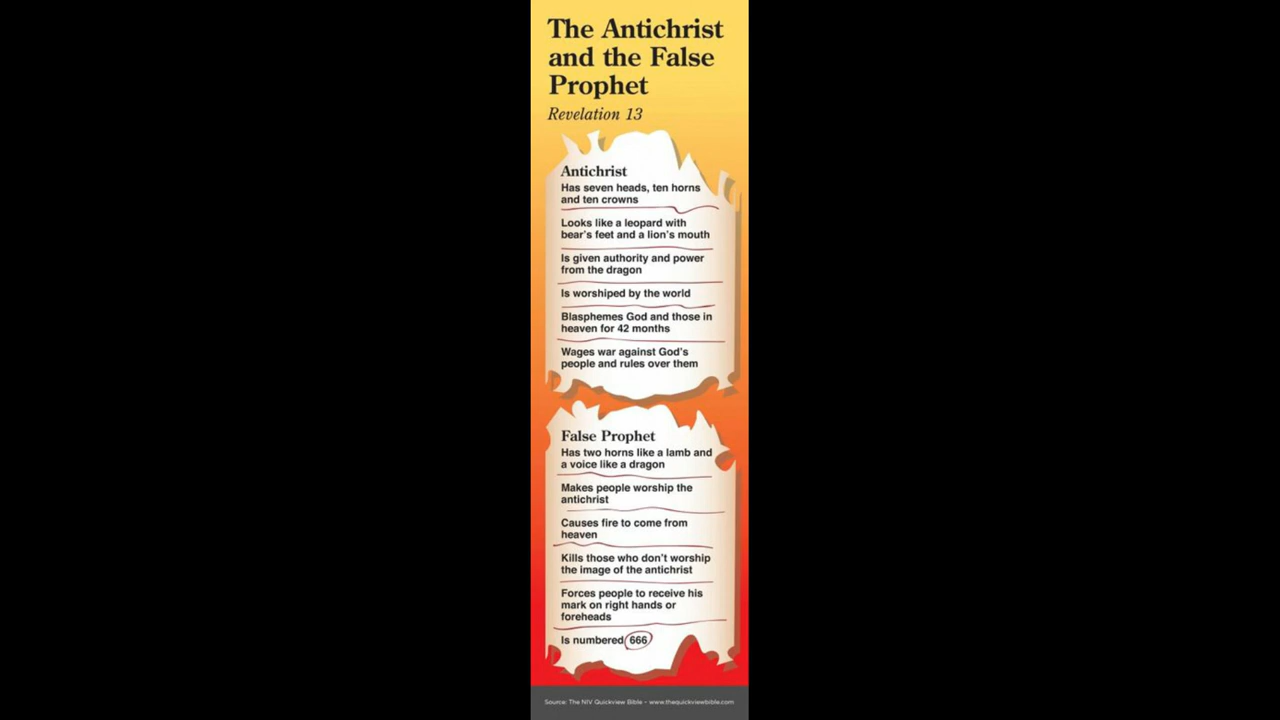 The Antichrist
and the False
Prophet
Revelation 13
Antichrist
Has seven heads, ten horns
and ten crowns
Looks like a leopard with
bear's feet and a lion's mouth
Is given authority and power
from the dragon
Is worshiped by the world
Blasphemes God and those in
heaven for 42 months
Wages war against God's
people and rules over them
False Prophet
Has two horns like a lamb and
a voice like a dragon
Makes people worship the
antichrist
Causes fire to come from
heaven
Kills those who don't worship
the image of the antichrist
Forces people to receive his
mark on right hands or
foreheads
Is numbered 666
Source: The NIV Quickview Bible - www.thequickviewbible.com